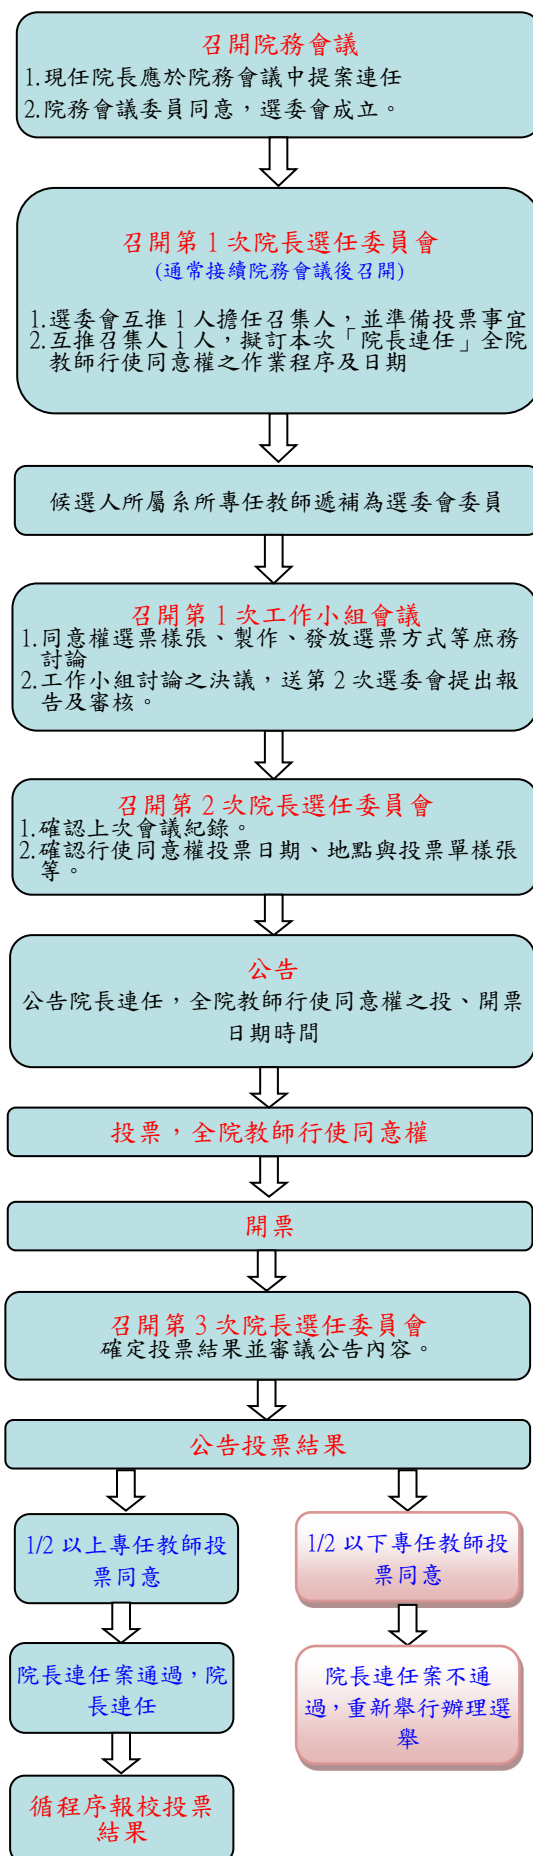 召開院務會議
1.現任院長應於院務會議中提案連任
2.院務會議委員同意，選委會成立。
召開第1次院長選任委員會
(通常接續院務會議後召開)
1.選委會互推1人擔任召集人，並準備投票事宜
2.互推召集人1人，擬訂本次「院長連任」全院
教師行使同意權之作業程序及日期
候選人所屬系所專任教師遞補為選委會委員
召開第1次工作小組會議
1.同意權選票樣張、製作、發放選票方式等庶務
討論
2.工作小組討論之決議，送第2次選委會提出報
告及審核。
召開第2次院長選任委員會
1.確認上次會議紀錄。
2.確認行使同意權投票日期、地點與投票單樣張
等。
公告
公告院長連任，全院教師行使同意權之投、開票
日期時間
投票，全院教師行使同意權
開票
召開第3次院長選任委員會
確定投票結果並審議公告內容。
公告投票結果
1/2以上專任教師投
票同意
院長連任案通過，院
長連任
循程序報校投票
結果
1/2以下專任教師投
票同意
院長連任案不通
過，重新舉行辦理選
舉